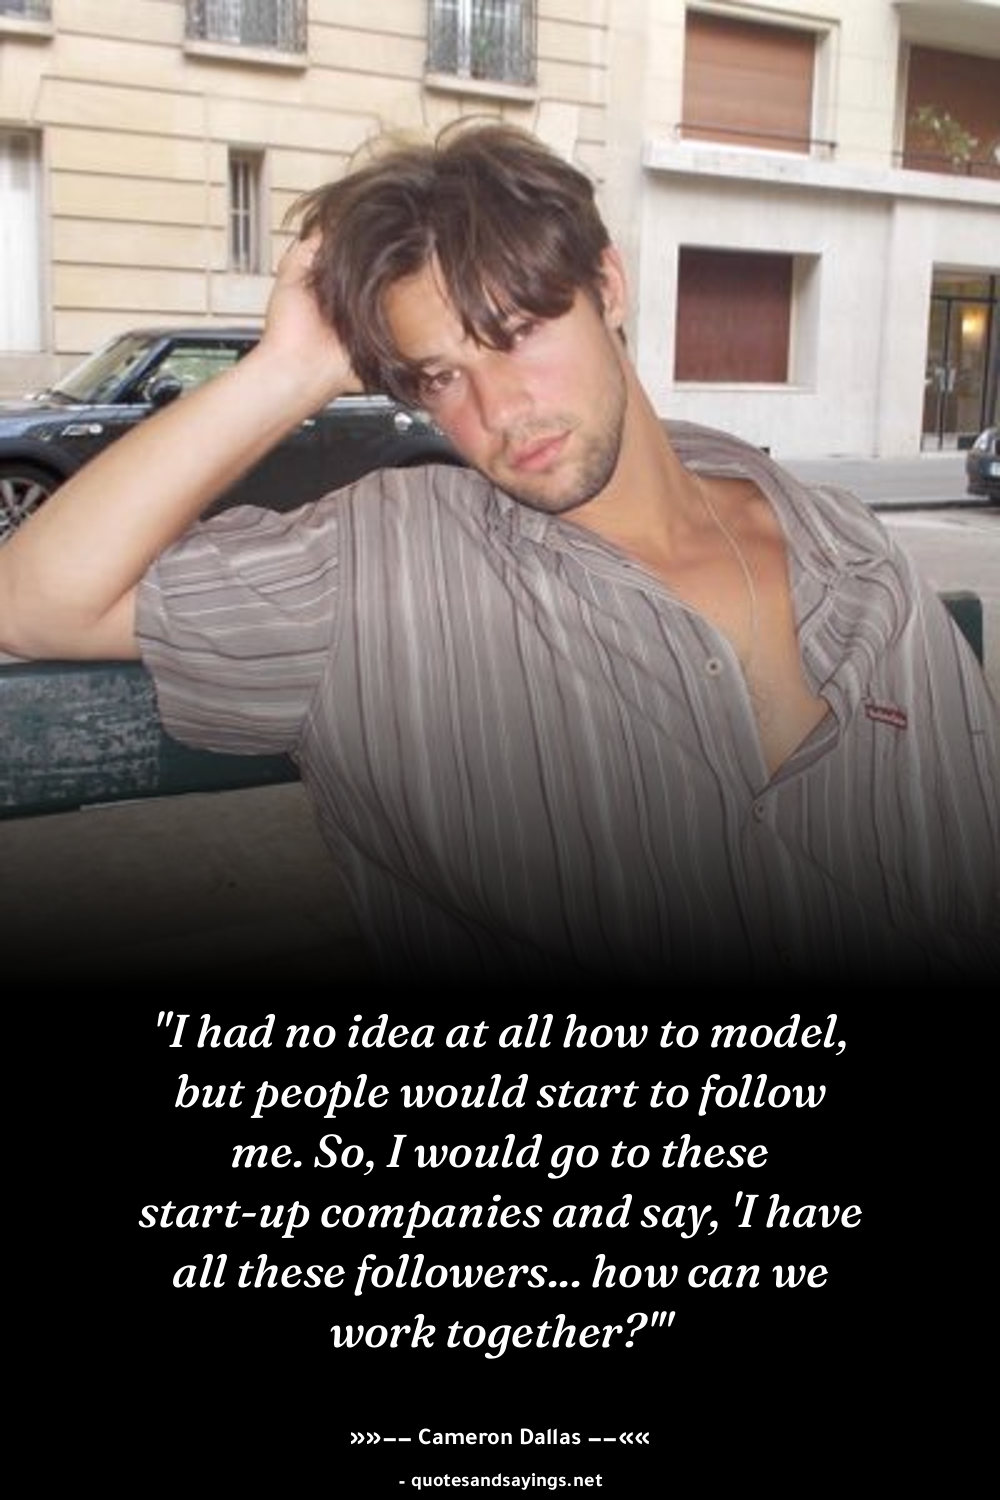 "I had no idea at all how to model,
but people would start to follow
me. So, I would go to these
start-up companies and say, 'I have
all these followers... how can we
work together?'"
»»−− Cameron Dallas −−««
- quotesandsayings.net